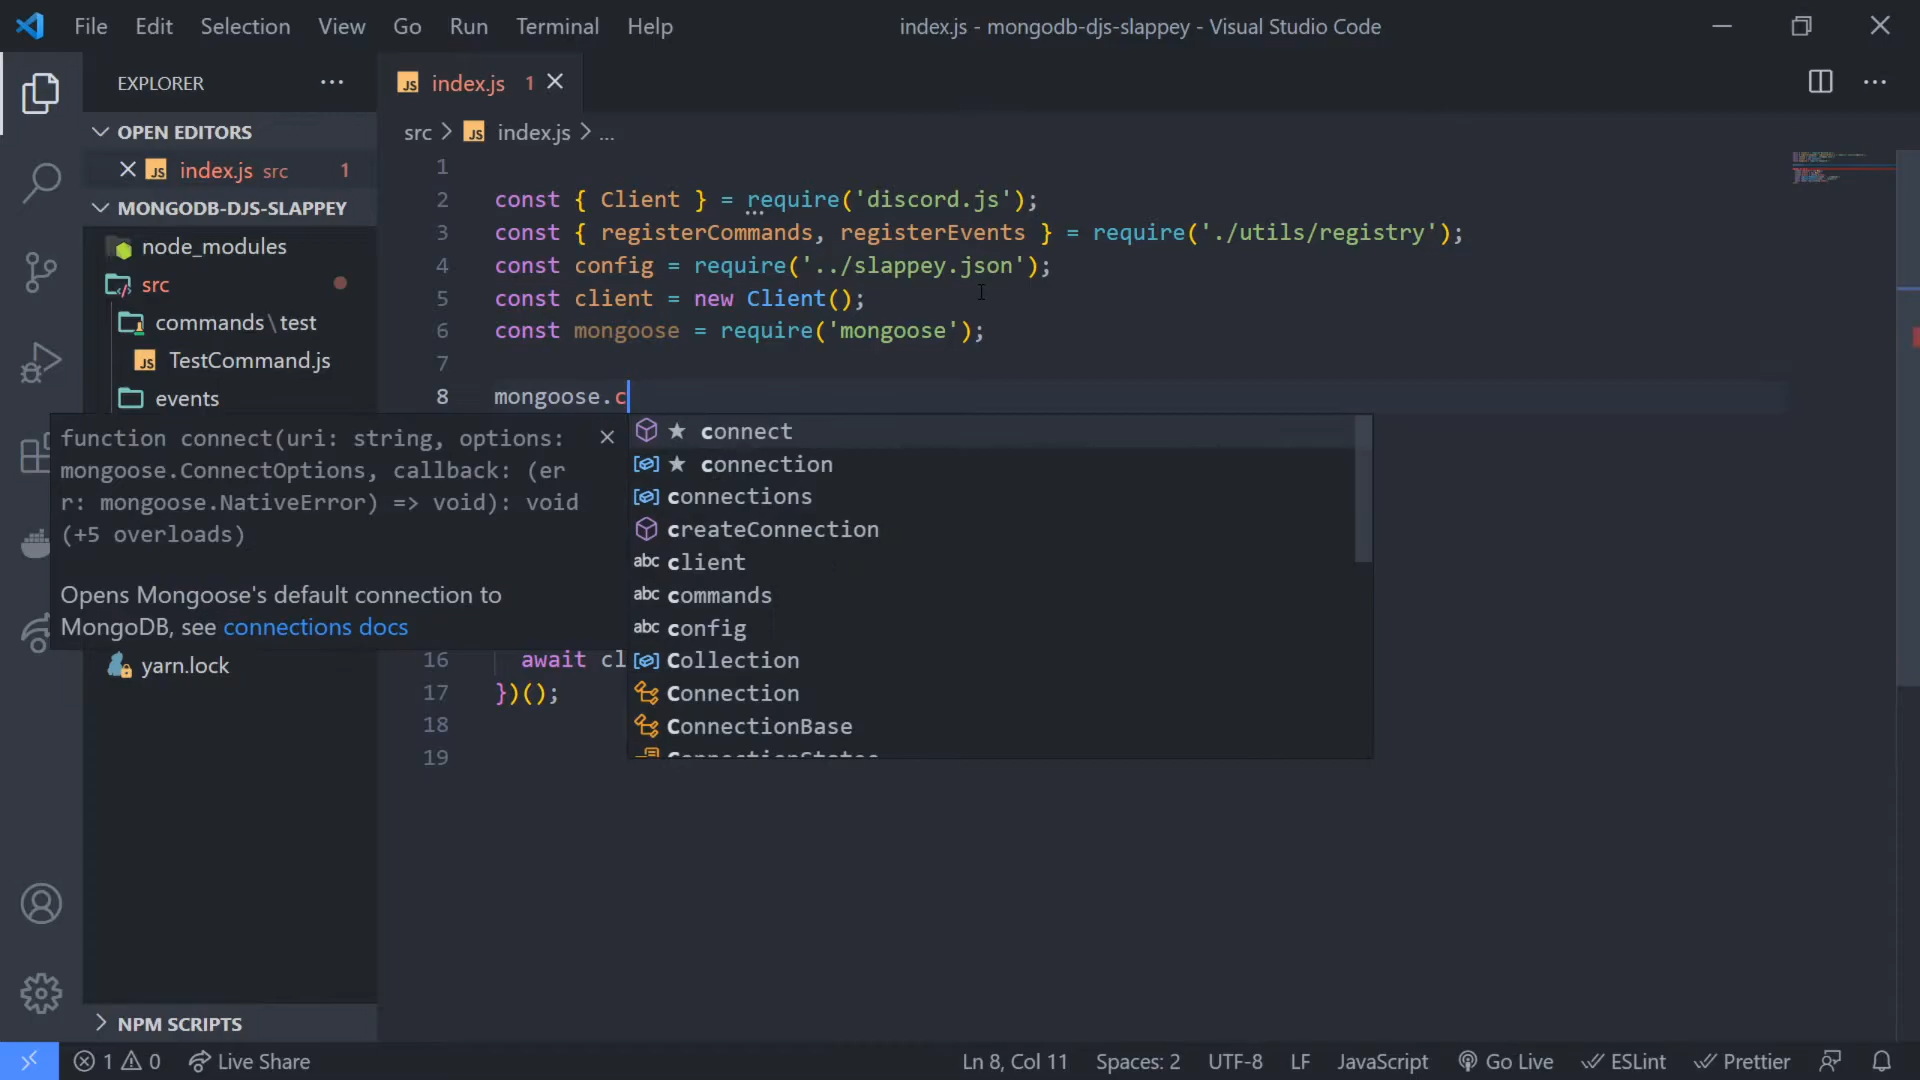 File Edit Selection View Go Run Terminal Help index.js - mongodb-djs-slappey - Visual Studio Code
EXPLORER
OPEN EDITORS
index.js src 1
MONGODB-DJS-SLAPPEY
node_modules
src
commands\test
TestCommand.js
events
yarn.lock
NPM SCRIPTS
index.js 1
src > index.js > ...
1
2 const { Client } = require('discord.js');
3 const { registerCommands, registerEvents } = require('./utils/registry');
4 const config = require('../slappey.json');
5 const client = new Client();
6 const mongoose = require('mongoose');
7
8 mongoose.c
function connect(uri: string, options:
mongoose.ConnectOptions, callback: (er
r: mongoose.NativeError) => void): void
(+5 overloads)
Opens Mongoose's default connection to
MongoDB, see connections docs
connect
connection
connections
createConnection
abc client
abc commands
abc config
Collection
Connection
ConnectionBase
16 await cl
17 })();
18
19
1 0 Live Share Ln 8, Col 11 Spaces: 2 UTF-8 LF JavaScript Go Live ESLint Prettier